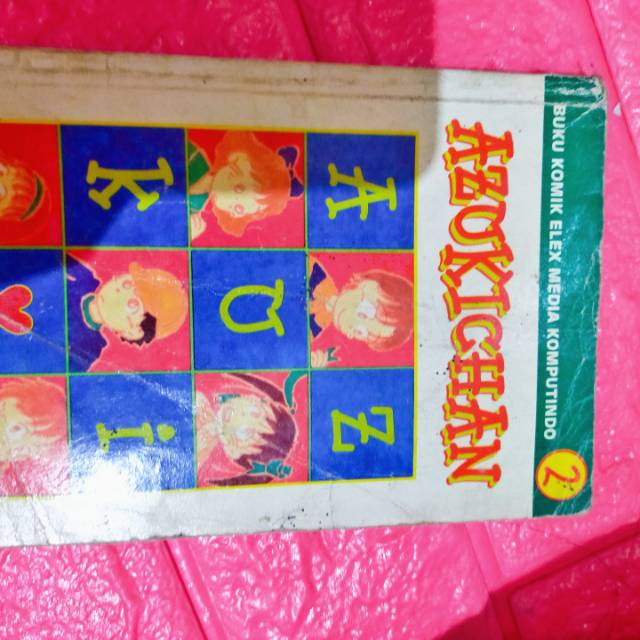 BUKU KOMIK ELEX MEDIA KOMPUTINDO 2
AZUKICHAN
A Z
U
K i